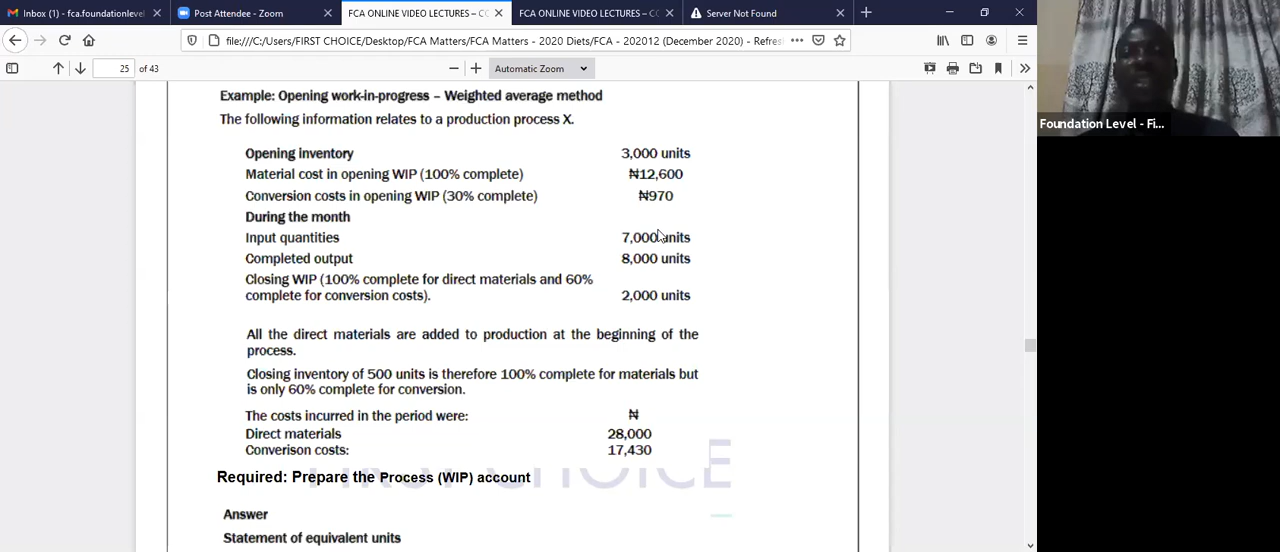 Inbox (1) - fca.foundationlevel
Post Attendee - Zoom
FCA ONLINE VIDEO LECTURES – CO
FCA ONLINE VIDEO LECTURES – CO
Server Not Found
file:///C:/Users/FIRST CHOICE/Desktop/FCA Matters/FCA Matters - 2020 Diets/FCA - 202012 (December 2020) - Refres
25 of 43
Automatic Zoom
Foundation Level - Fi...
Example: Opening work-in-progress – Weighted average method
The following information relates to a production process X.
Opening inventory 3,000 units
Material cost in opening WIP (100% complete) ₦12,600
Conversion costs in opening WIP (30% complete) ₦970
During the month
Input quantities 7,000 units
Completed output 8,000 units
Closing WIP (100% complete for direct materials and 60%
complete for conversion costs). 2,000 units
All the direct materials are added to production at the beginning of the
process.
Closing inventory of 500 units is therefore 100% complete for materials but
is only 60% complete for conversion.
The costs incurred in the period were: ₦
Direct materials 28,000
Converison costs: 17,430
FIRST CHOICE
Required: Prepare the Process (WIP) account
Answer
Statement of equivalent units